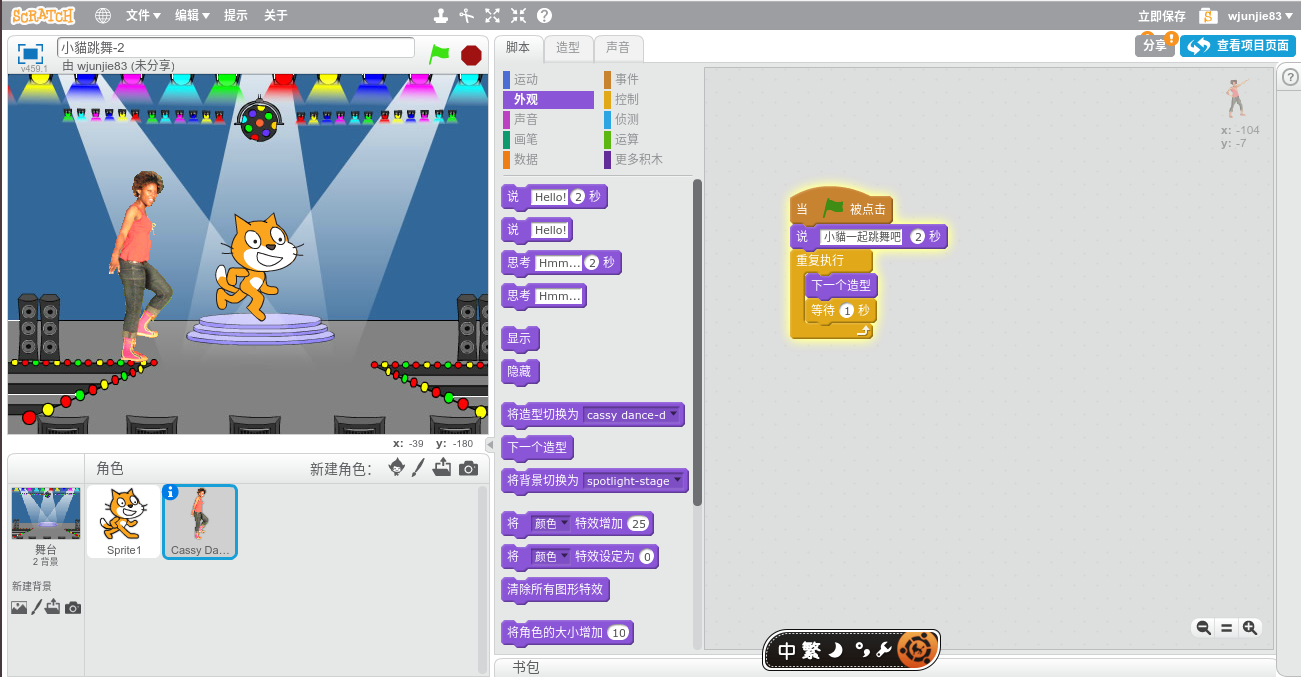 SCRATCH 文件▼ 编辑▼ 提示 关于 立即保存 wjunjie83▼
小貓跳舞-2
由 wjunjie83 (未分享)
v459.1
脚本 造型 声音
分享 查看项目页面
运动 事件
外观 控制
声音 侦测
画笔 运算
数据 更多积木
说 Hello! 2 秒
说 Hello!
思考 Hmm... 2 秒
思考 Hmm...
显示
隐藏
将造型切换为 cassy dance-d
下一个造型
将背景切换为 spotlight-stage
将 颜色 特效增加 25
将 颜色 特效设定为 0
清除所有图形特效
将角色的大小增加 10
当 被点击
说 小貓一起跳舞吧 2 秒
重复执行
下一个造型
等待 1 秒
x: -104
y: -7
x: -39 y: -180
角色 新建角色:
舞台
2 背景
新建背景
Sprite1
Cassy Da...
书包
中 繁